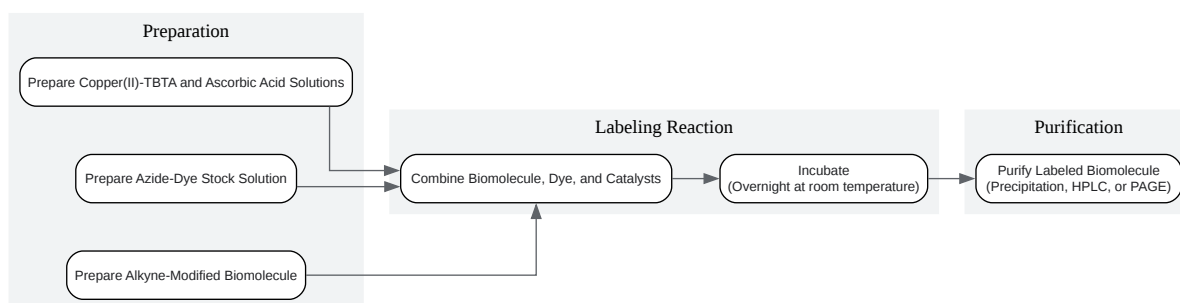 Preparation
Prepare Copper(II)-TBTA and Ascorbic Acid Solutions
Prepare Azide-Dye Stock Solution
Prepare Alkyne-Modified Biomolecule
Labeling Reaction
Combine Biomolecule, Dye, and Catalysts
Incubate
(Overnight at room temperature)
Purification
Purify Labeled Biomolecule
(Precipitation, HPLC, or PAGE)